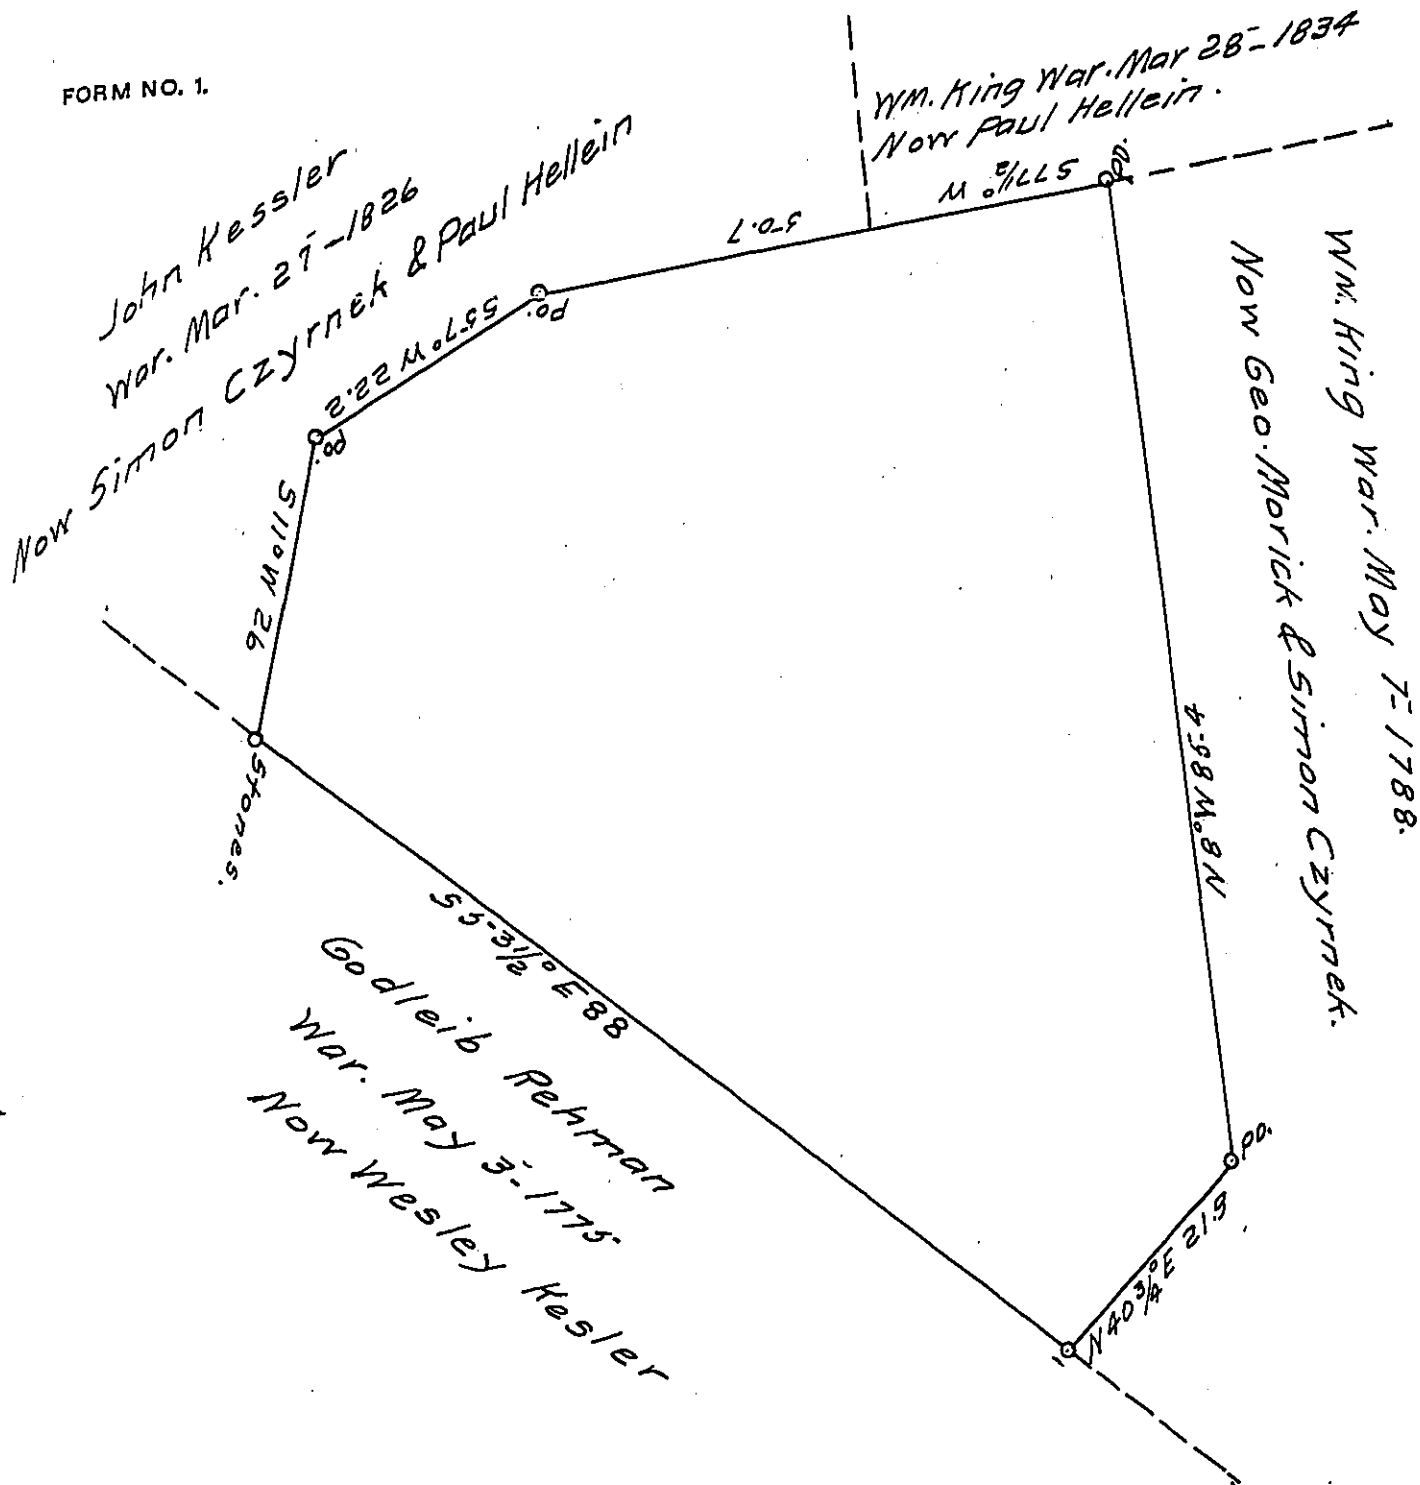 FORM NO. 1.
John Kessler
War. Mar. 27-1826
Now Simon Czyrnek & Paul Hellein
Wm. King War. Mar 28-1834
Now Paul Hellein.
S 77½° W
50.7
po.
po.
S57° W 22.2
po.
S 11° W 26
Stones.
Wm. King War. May 7-1788.
Now Geo. Morick & Simon Czyrnek.
N 8° W 85.4
S 53½° E 88
Godleib Rehman
War. May 3-1775
Now Wesley Kesler
po.
N 40¾° E 21.9
"